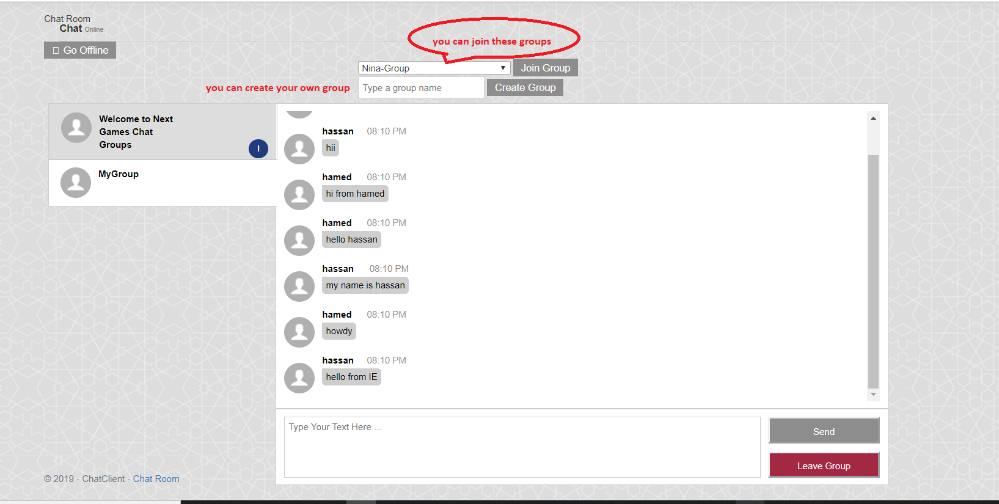 Chat Room
Chat Online
Go Offline
you can join these groups
Nina-Group
Join Group
you can create your own group
Type a group name
Create Group
Welcome to Next
Games Chat
Groups
!
MyGroup
hassan 08:10 PM
hii
hamed 08:10 PM
hi from hamed
hamed 08:10 PM
hello hassan
hassan 08:10 PM
my name is hassan
hamed 08:10 PM
howdy
hassan 08:10 PM
hello from IE
Type Your Text Here ...
Send
Leave Group
© 2019 - ChatClient - Chat Room